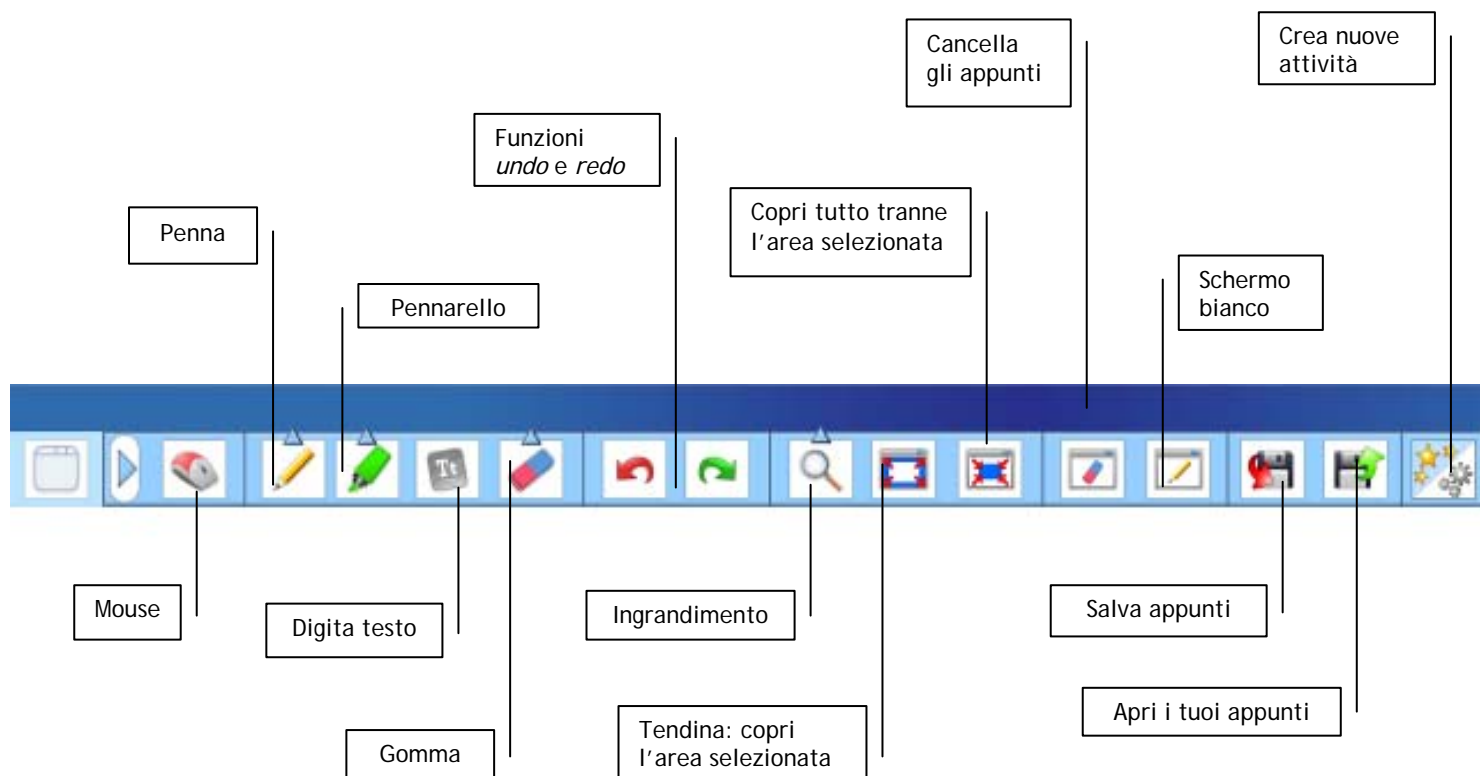 Cancella
gli appunti
Crea nuove
attività
Funzioni
undo e redo
Copri tutto tranne
l'area selezionata
Penna
Schermo
bianco
Pennarello
Tt
Mouse
Digita testo
Ingrandimento
Salva appunti
Apri i tuoi appunti
Gomma
Tendina: copri
l'area selezionata